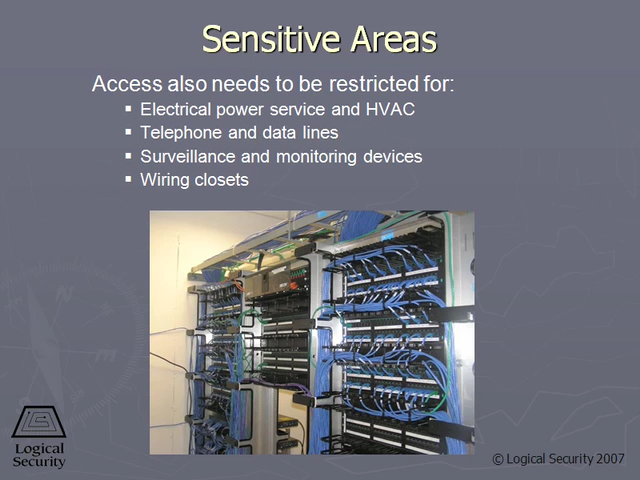 Sensitive Areas
Access also needs to be restricted for:
▪ Electrical power service and HVAC
▪ Telephone and data lines
▪ Surveillance and monitoring devices
▪ Wiring closets
Logical
Security
© Logical Security 2007